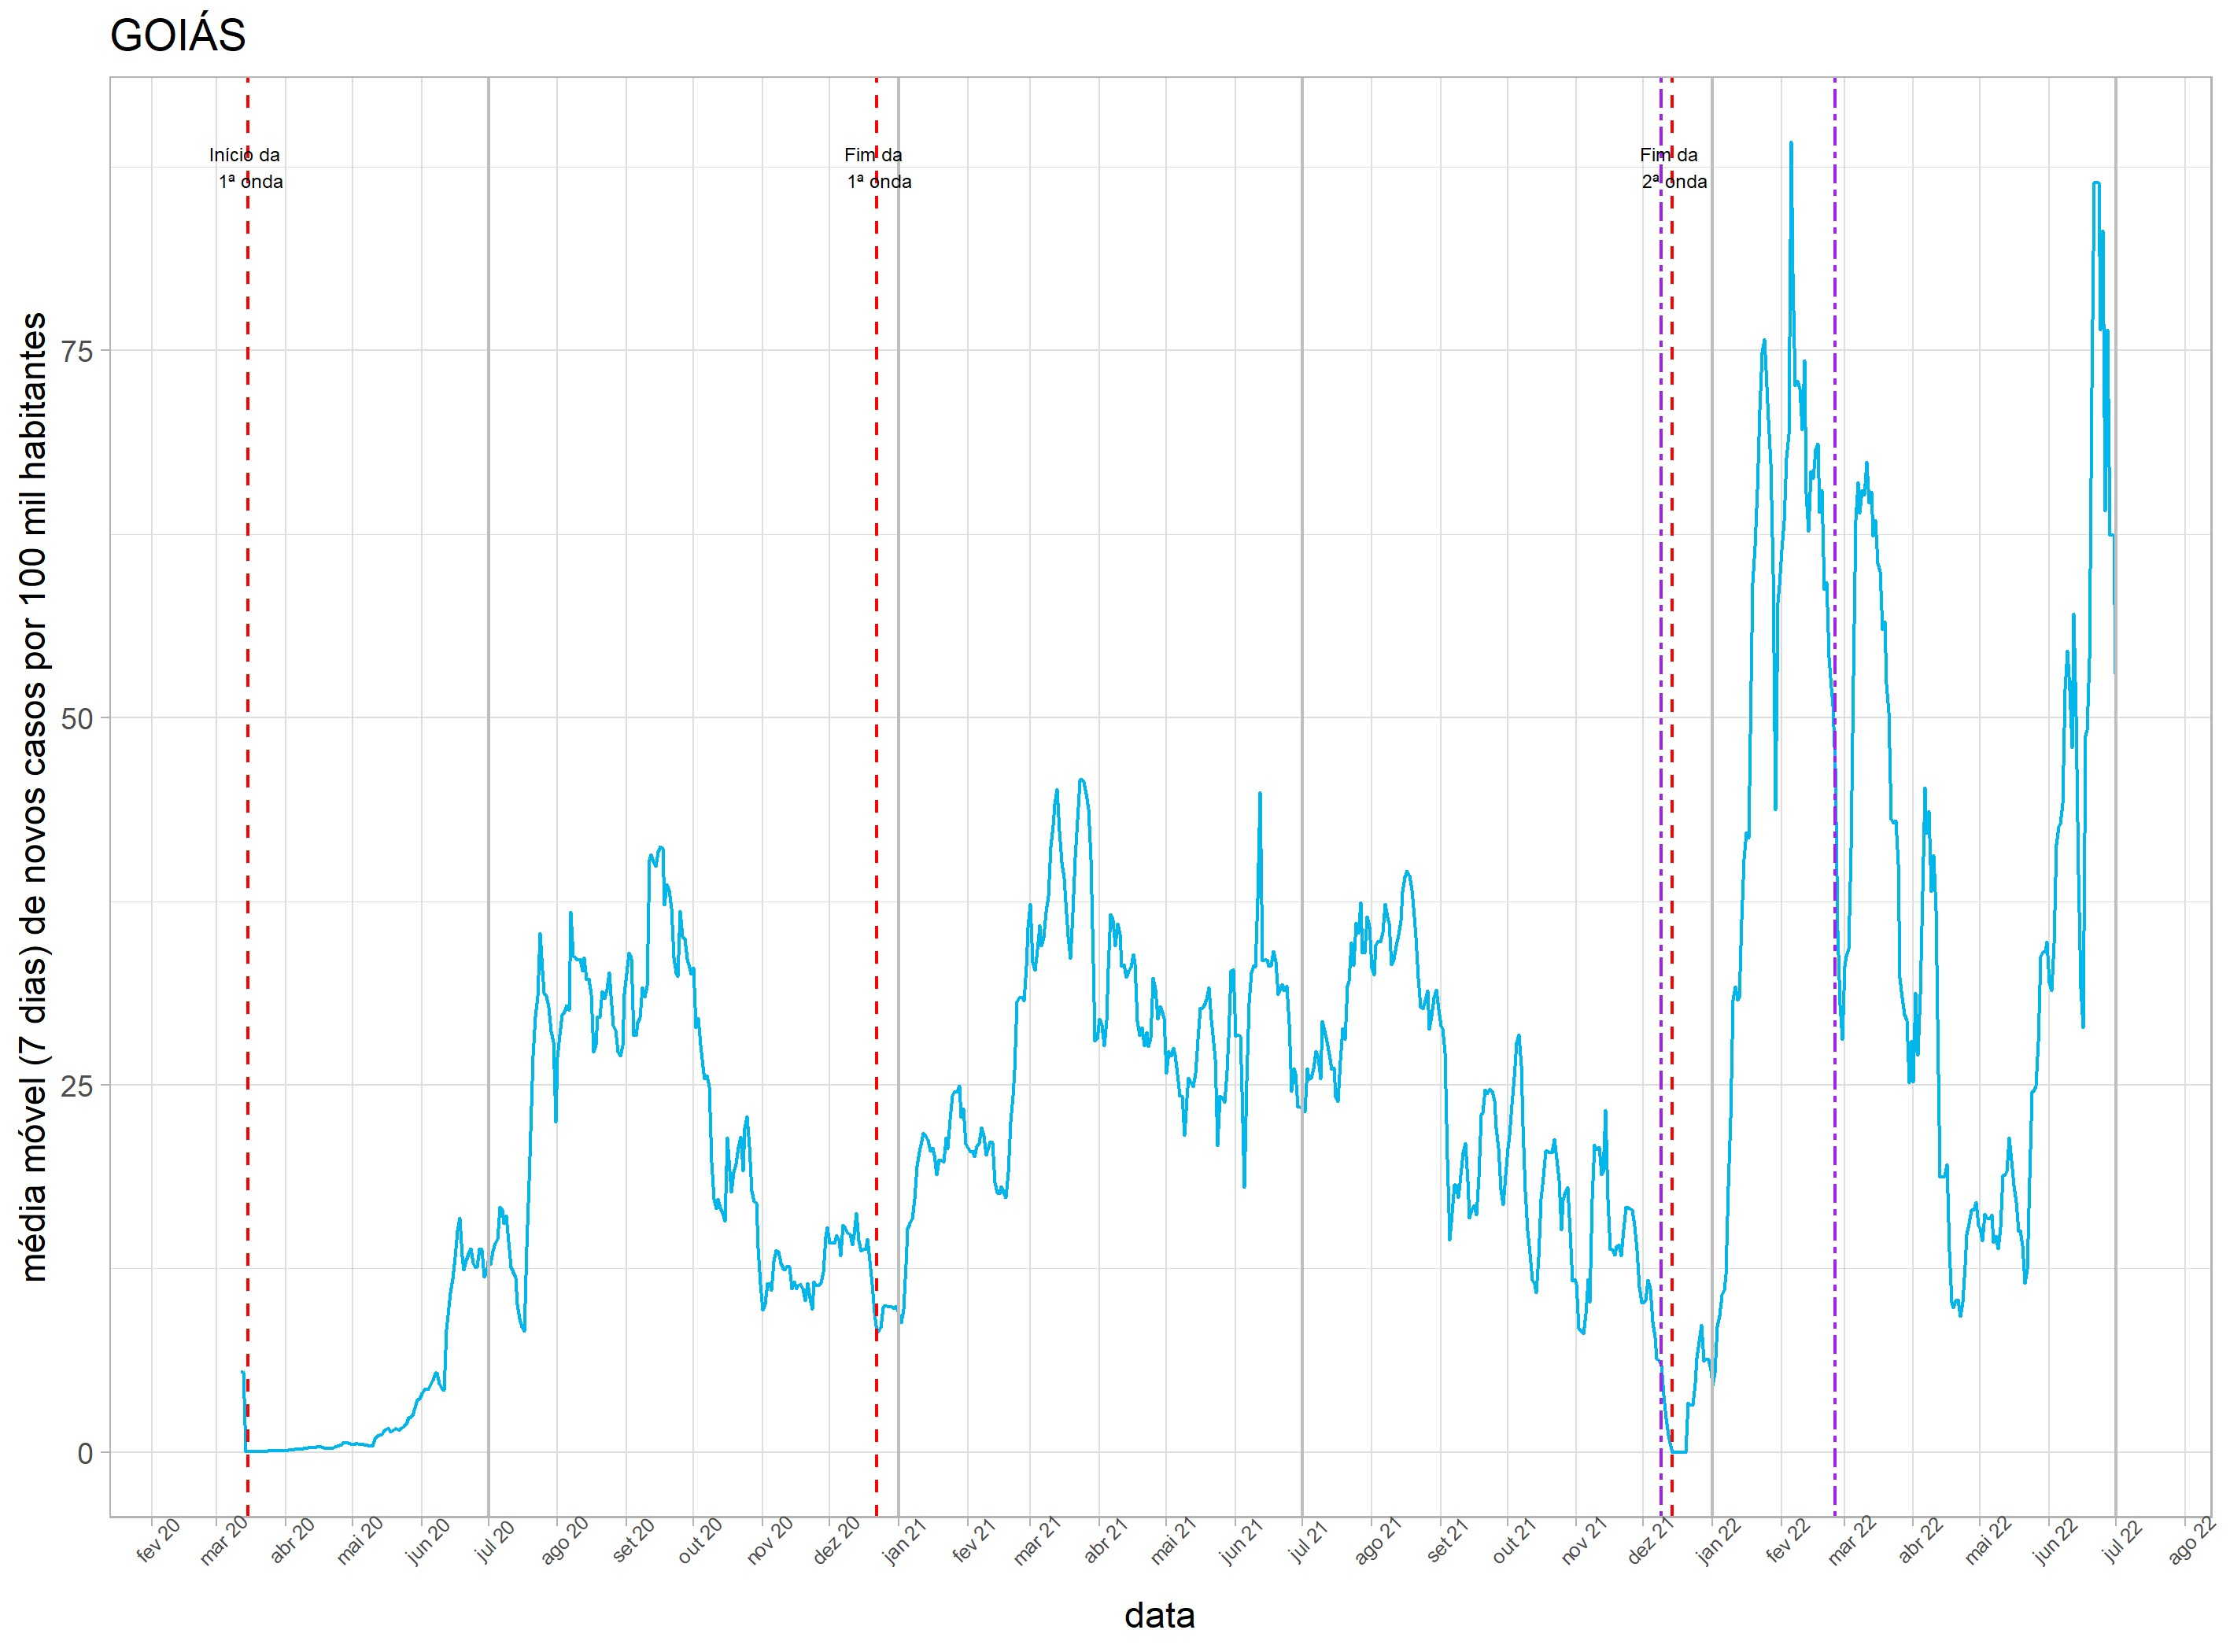 GOIÁS
Início da
1ª onda
Fim da
1ª onda
Fim da
2ª onda
média móvel (7 dias) de novos casos por 100 mil habitantes
75
50
25
0
fev 20
mar 20
abr 20
mai 20
jun 20
jul 20
ago 20
set 20
out 20
nov 20
dez 20
jan 21
fev 21
mar 21
abr 21
mai 21
jun 21
jul 21
ago 21
set 21
out 21
nov 21
dez 21
jan 22
fev 22
mar 22
abr 22
mai 22
jun 22
jul 22
ago 22
data